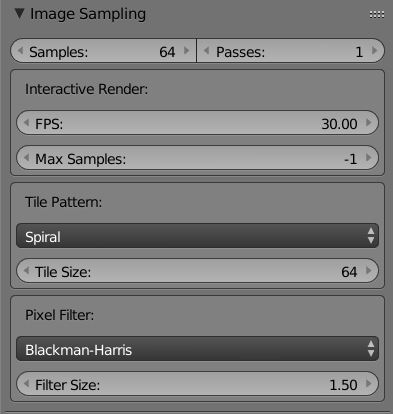 Image Sampling
Samples: 64 Passes: 1
Interactive Render:
FPS: 30.00
Max Samples: -1
Tile Pattern:
Spiral
Tile Size: 64
Pixel Filter:
Blackman-Harris
Filter Size: 1.50